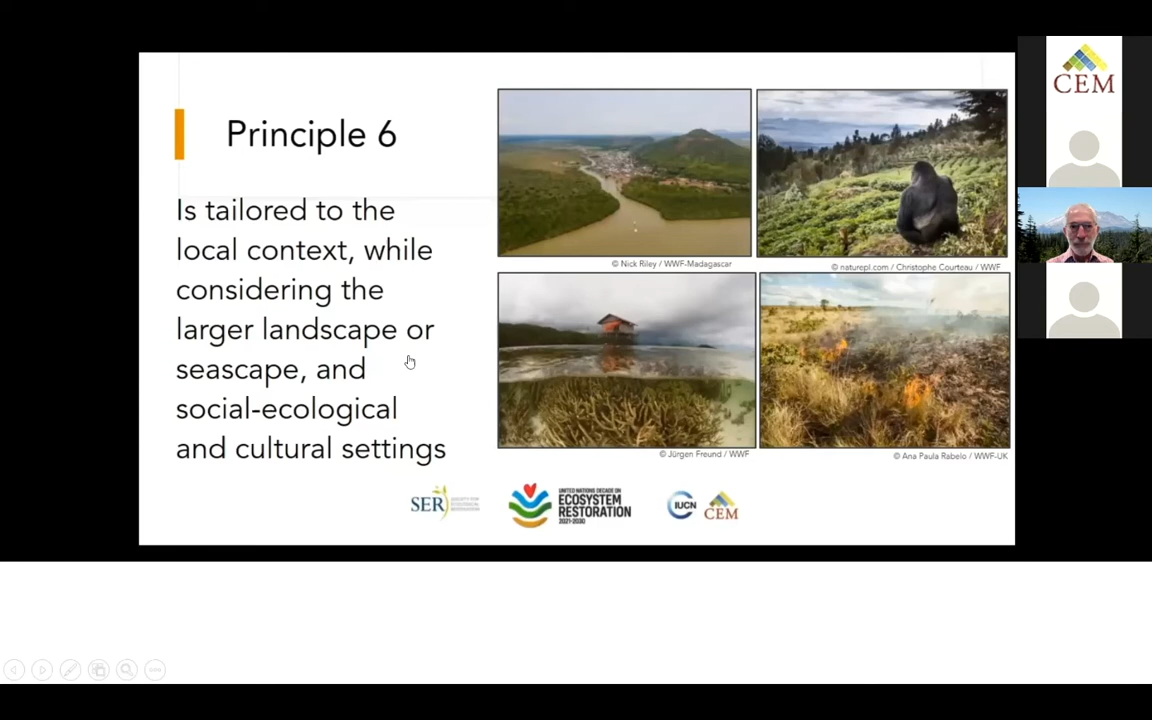 Principle 6
Is tailored to the
local context, while
considering the
larger landscape or
seascape, and
social-ecological
and cultural settings
© Nick Riley / WWF-Madagascar
© naturepl.com / Christophe Courteau / WWF
© Jürgen Freund / WWF
© Ana Paula Rabelo / WWF-UK
SER
UNITED NATIONS DECADE ON
ECOSYSTEM
RESTORATION
2021-2030
IUCN
CEM
CEM